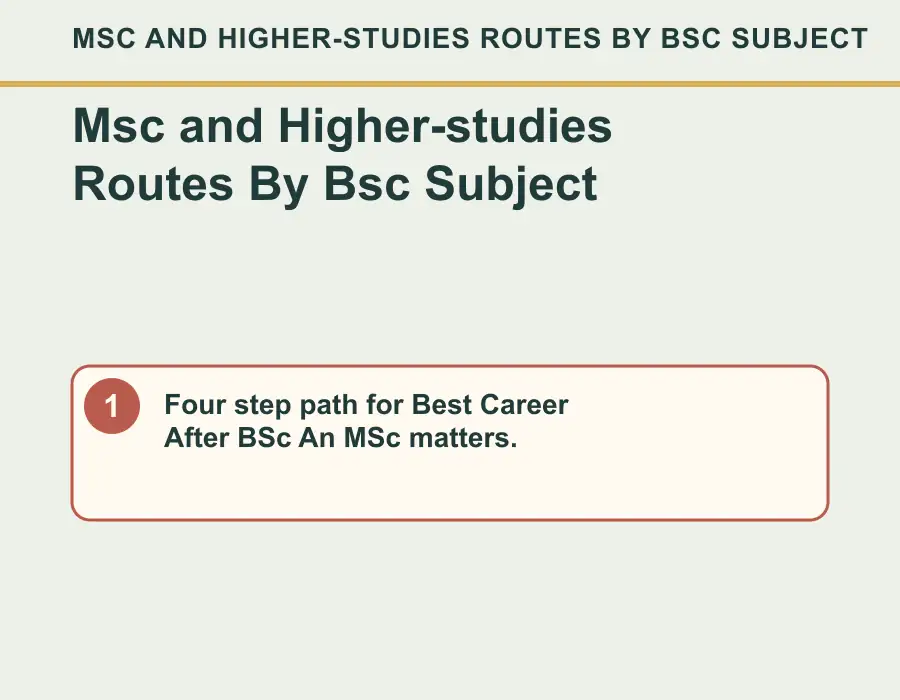 MSC AND HIGHER-STUDIES ROUTES BY BSC SUBJECT
Msc and Higher-studies
Routes By Bsc Subject
1
Four step path for Best Career
After BSc An MSc matters.